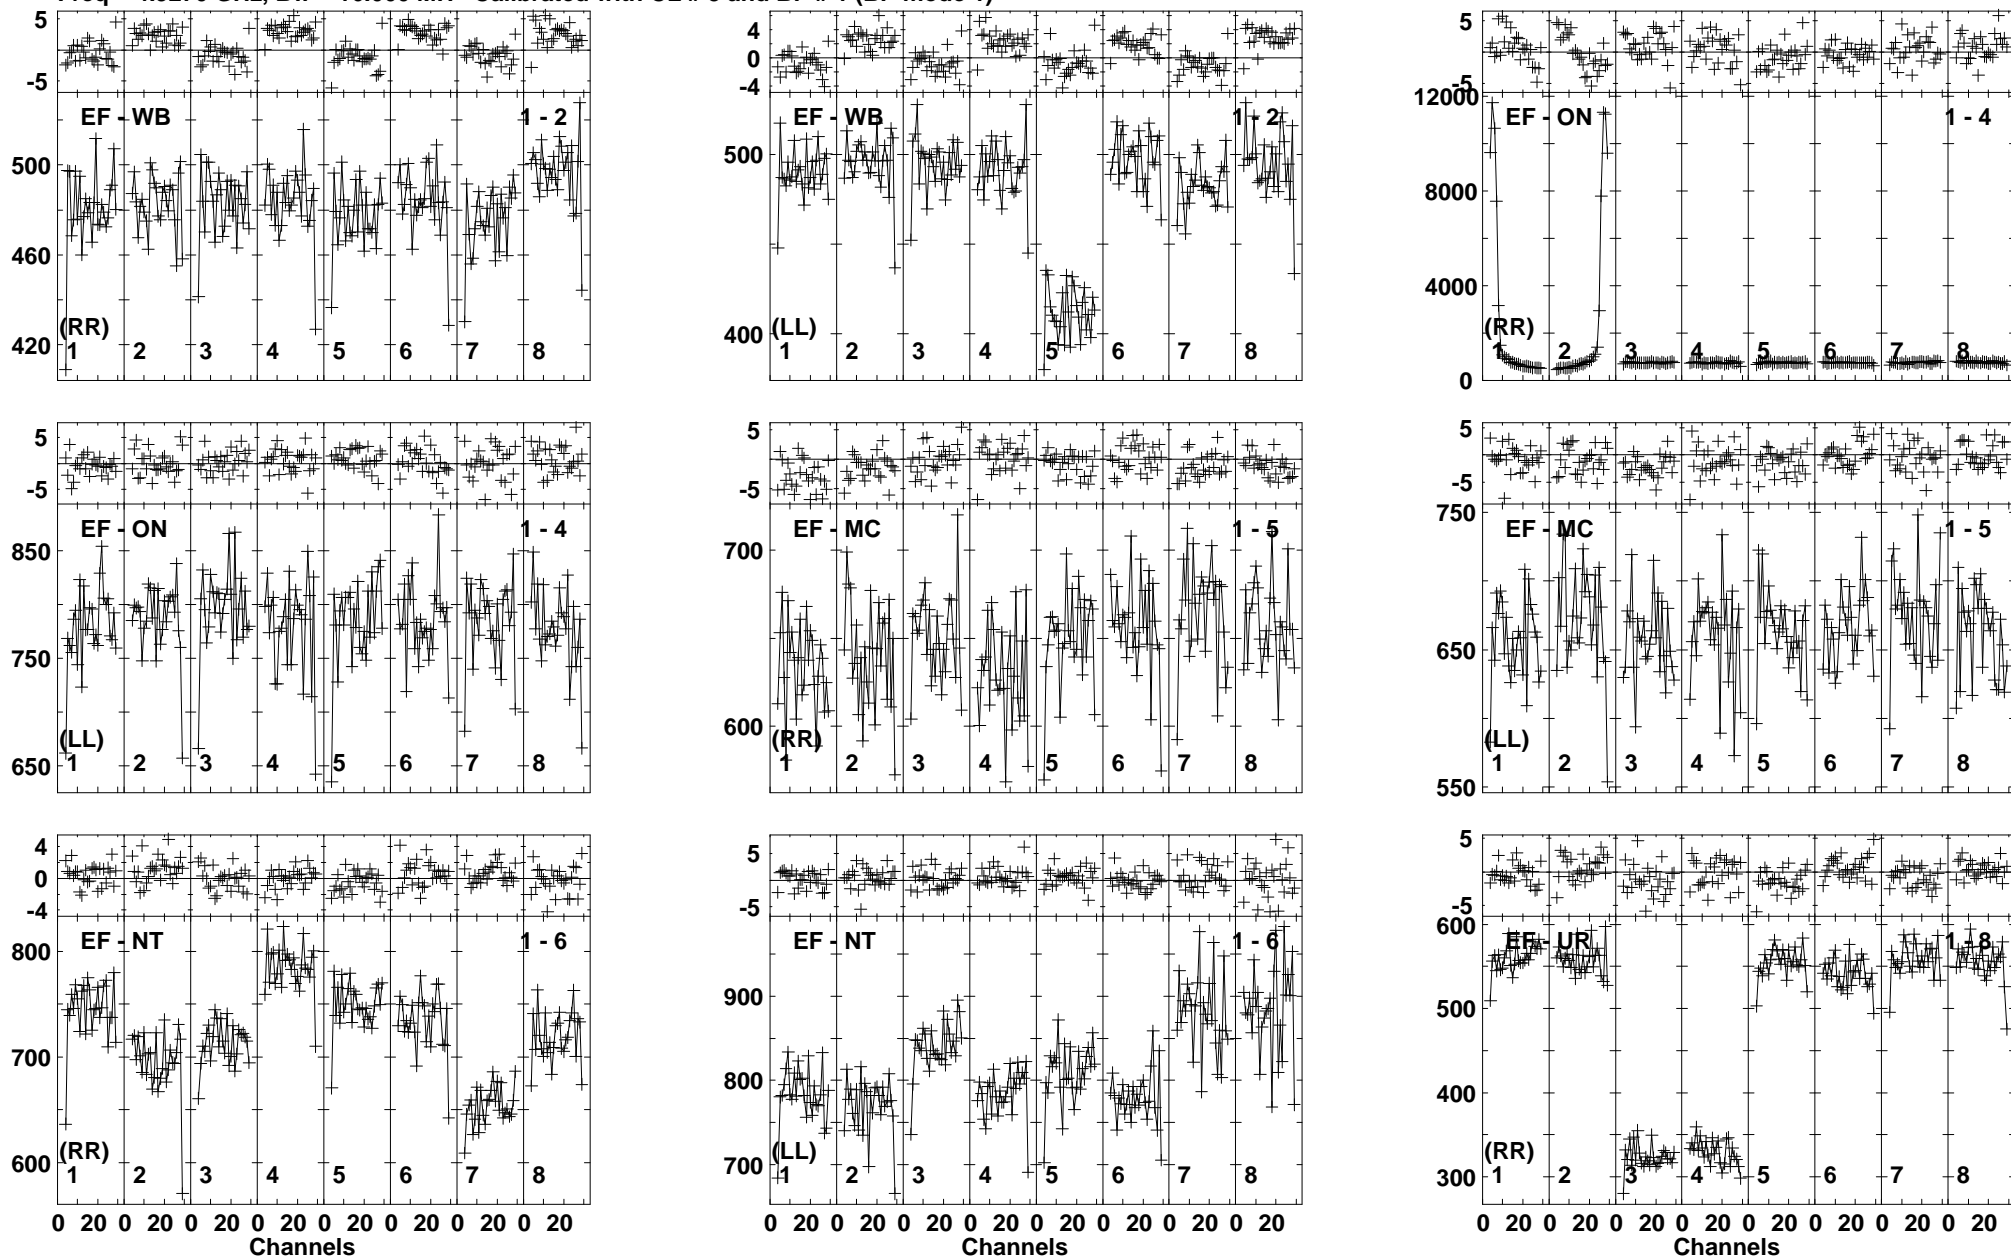 5 4 5
0
-5 -4 -5
EF - WB 1 - 2 EF - WB 1 - 2 12000 EF - ON 1 - 4
500 500 8000
460 4000
(RR) (LL) 400 (RR)
420 1 2 3 4 5 6 7 8 1 2 3 4 5 6 7 8 0 1 2 3 4 5 6 7 8
5 5 5
-5 -5 -5
850 EF - ON 1 - 4 700 EF - MC 1 - 5 750 EF - MC 1 - 5
750 650
(LL) 600 (RR) (LL)
650 1 2 3 4 5 6 7 8 1 2 3 4 5 6 7 8 550 1 2 3 4 5 6 7 8
4 5 5
0
-4 -5 -5
800 EF - NT 1 - 6 EF - NT 1 - 6 600 EF - UR 1 - 8
700 900 500
800 400
600 (RR) 700 (LL) 300 (RR)
1 2 3 4 5 6 7 8 1 2 3 4 5 6 7 8 1 2 3 4 5 6 7 8
0 20 0 20 0 20 0 20 0 20 0 20 0 20 0 20 0 20 0 20 0 20 0 20 0 20 0 20 0 20 0 20 0 20 0 20 0 20 0 20 0 20 0 20 0 20 0 20
Channels Channels Channels